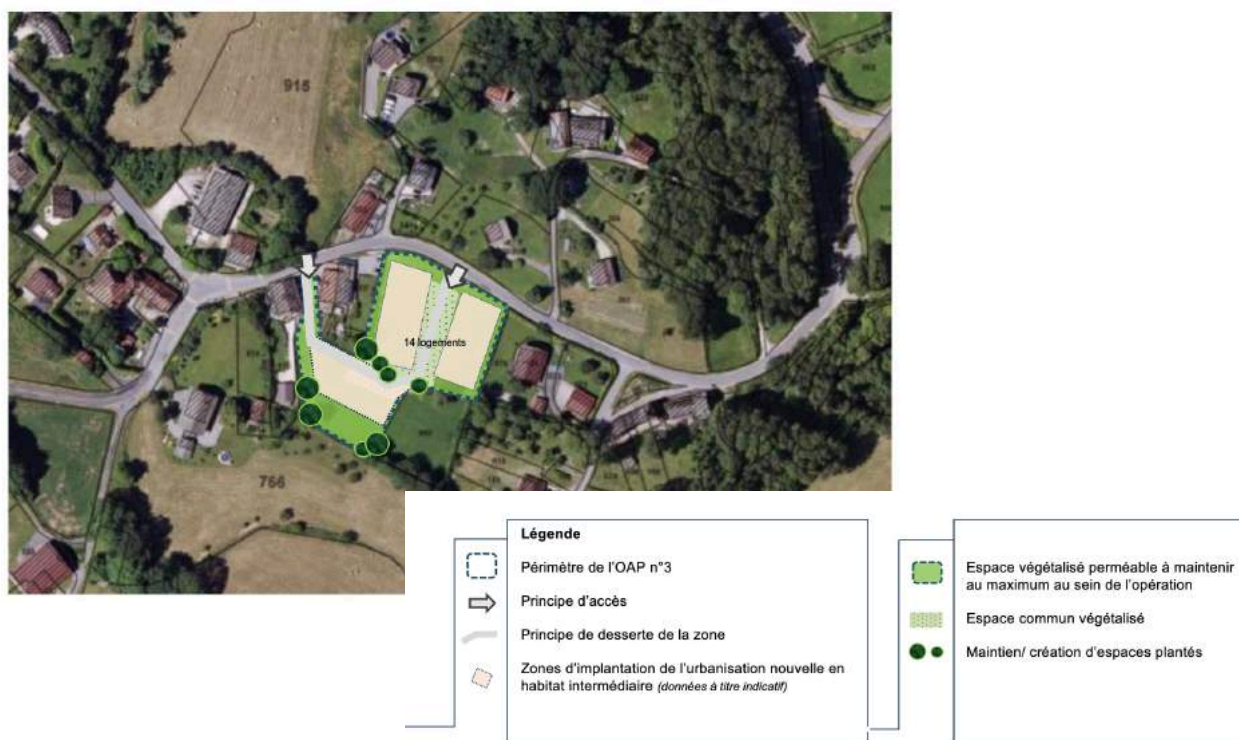 915
14 logements
766
Légende
Périmètre de l'OAP n°3
Principe d'accès
Principe de desserte de la zone
Zones d'implantation de l'urbanisation nouvelle en
habitat intermédiaire (données à titre indicatif)
Espace végétalisé perméable à maintenir
au maximum au sein de l'opération
Espace commun végétalisé
Maintien/ création d'espaces plantés